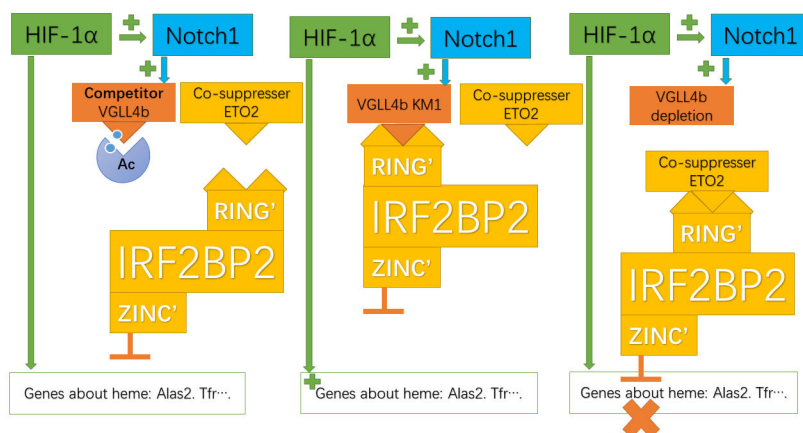 HIF-1α
Notch1
Competitor
VGLL4b
Co-suppresser
ETO2
Ac
RING’
IRF2BP2
ZINC’
Genes about heme: Alas2. Tfr….
HIF-1α
Notch1
VGLL4b KM1
Co-suppresser
ETO2
RING’
IRF2BP2
ZINC’
Genes about heme: Alas2. Tfr….
HIF-1α
Notch1
VGLL4b
depletion
Co-suppresser
ETO2
RING’
IRF2BP2
ZINC’
Genes about heme: Alas2. Tfr….